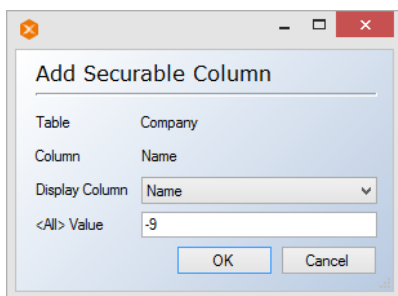 Add Securable Column
Table Company
Column Name
Display Column Name
<All> Value -9
OK Cancel